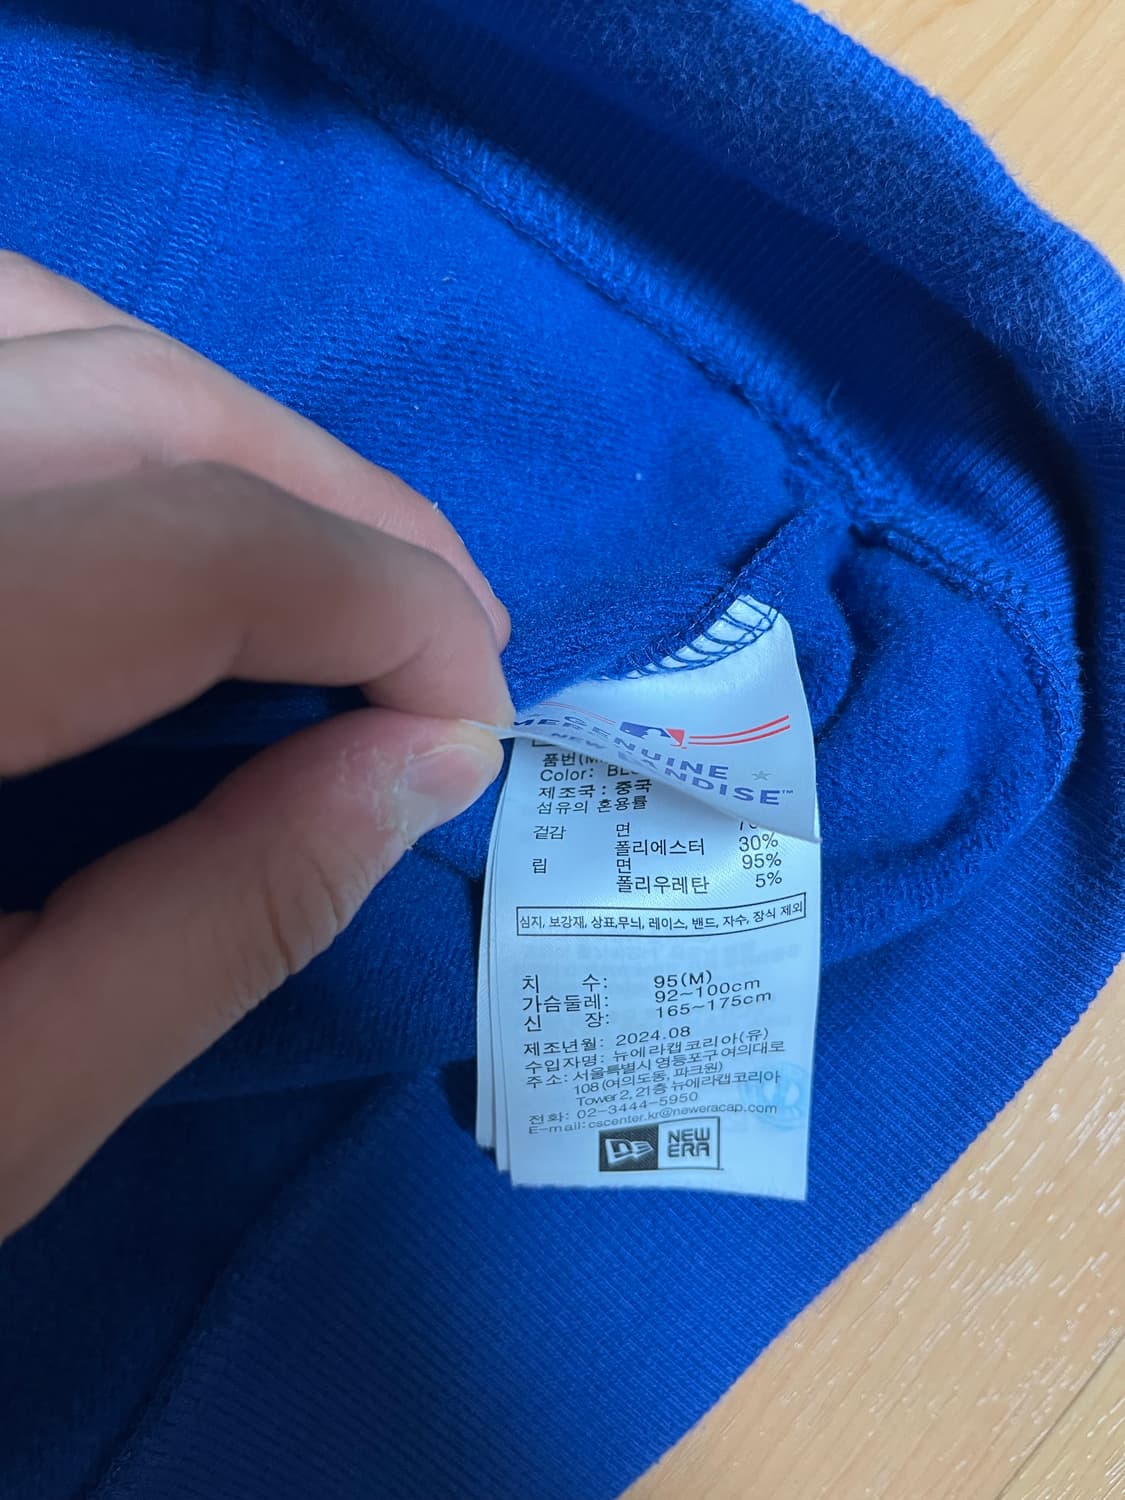 GENUINE
MERCHANDISE™
품번(M
Color: BL
제조국 : 중국
섬유의 혼용률
겉감 면
폴리에스터 30%
립 면 95%
폴리우레탄 5%
심지, 보강재, 상표,무늬, 레이스, 밴드, 자수, 장식 제외
치 수: 95(M)
가슴둘레: 92~100cm
신 장: 165~175cm
제조년월: 2024.08
수입자명: 뉴에라캡코리아(유)
주소: 서울특별시 영등포구 여의대로
108 (여의도동, 파크원)
Tower 2, 21층 뉴에라캡코리아
전화: 02-3444-5950
E-mail:cscenter.kr@neweracap.com
NEW
ERA